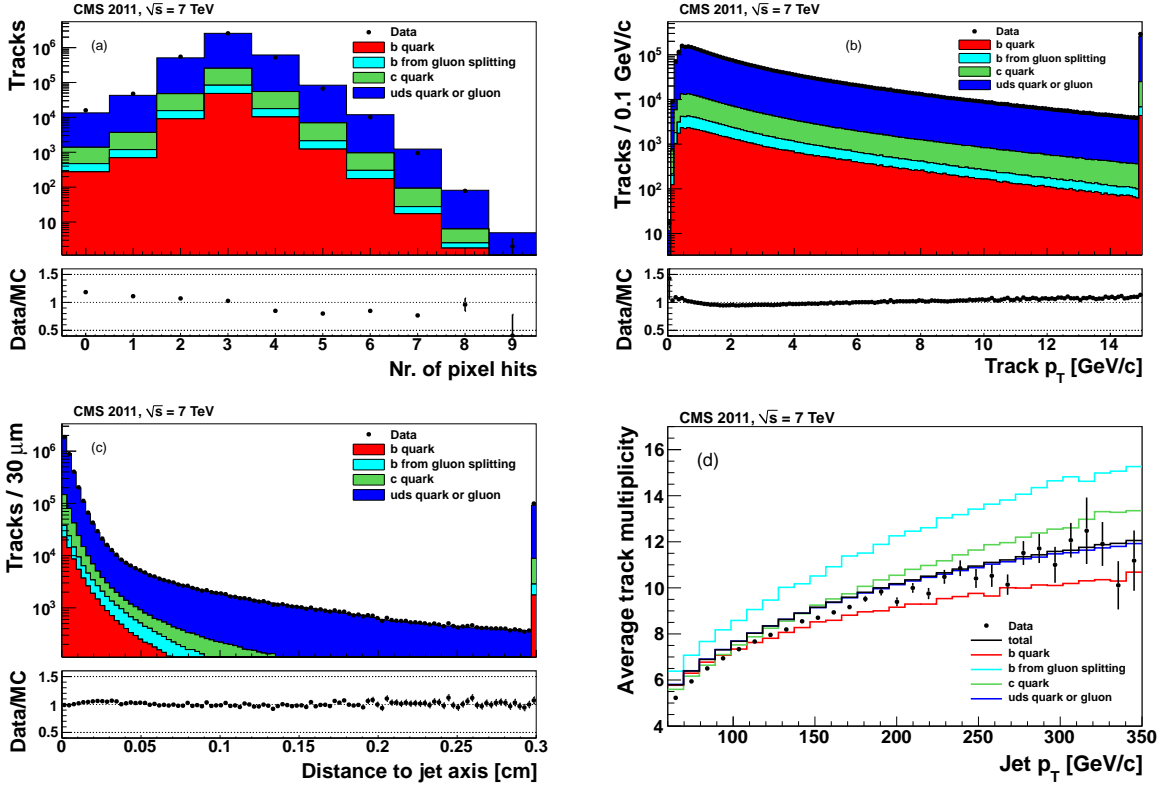 CMS 2011, √s = 7 TeV
Tracks
(a)
Data
b quark
b from gluon splitting
c quark
uds quark or gluon
10⁶
10⁵
10⁴
10³
10²
10
Data/MC
1.5
1
0.5
0 1 2 3 4 5 6 7 8 9
Nr. of pixel hits
CMS 2011, √s = 7 TeV
Tracks / 0.1 GeV/c
(b)
Data
b quark
b from gluon splitting
c quark
uds quark or gluon
10⁵
10⁴
10³
10²
10
Data/MC
1.5
1
0.5
0 2 4 6 8 10 12 14
Track p_T [GeV/c]
CMS 2011, √s = 7 TeV
Tracks / 30 μm
(c)
Data
b quark
b from gluon splitting
c quark
uds quark or gluon
10⁶
10⁵
10⁴
10³
Data/MC
1.5
1
0.5
0 0.05 0.1 0.15 0.2 0.25 0.3
Distance to jet axis [cm]
CMS 2011, √s = 7 TeV
Average track multiplicity
(d)
16
14
12
10
8
6
4
Data
total
b quark
b from gluon splitting
c quark
uds quark or gluon
100 150 200 250 300 350
Jet p_T [GeV/c]